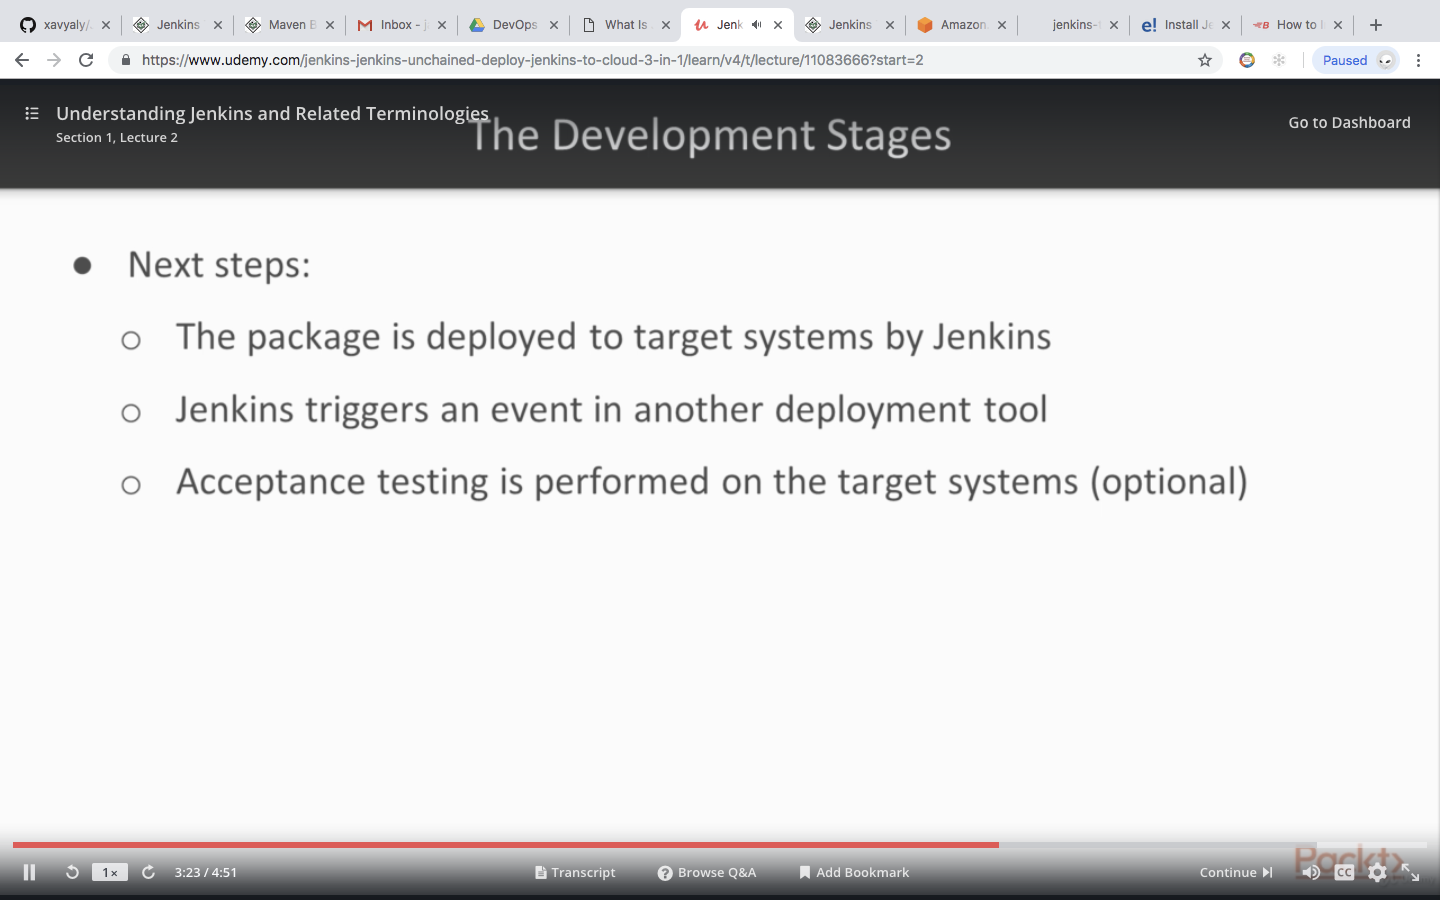 xavyaly/
Jenkins
Maven B
Inbox - j
DevOps
What Is
Jenk
Jenkins
Amazon
jenkins-
Install Je
How to I
https://www.udemy.com/jenkins-jenkins-unchained-deploy-jenkins-to-cloud-3-in-1/learn/v4/t/lecture/11083666?start=2
Paused
Understanding Jenkins and Related Terminologies
Section 1, Lecture 2
The Development Stages
Go to Dashboard
Next steps:
The package is deployed to target systems by Jenkins
Jenkins triggers an event in another deployment tool
Acceptance testing is performed on the target systems (optional)
Packt
1x
3:23 / 4:51
Transcript
Browse Q&A
Add Bookmark
Continue
CC